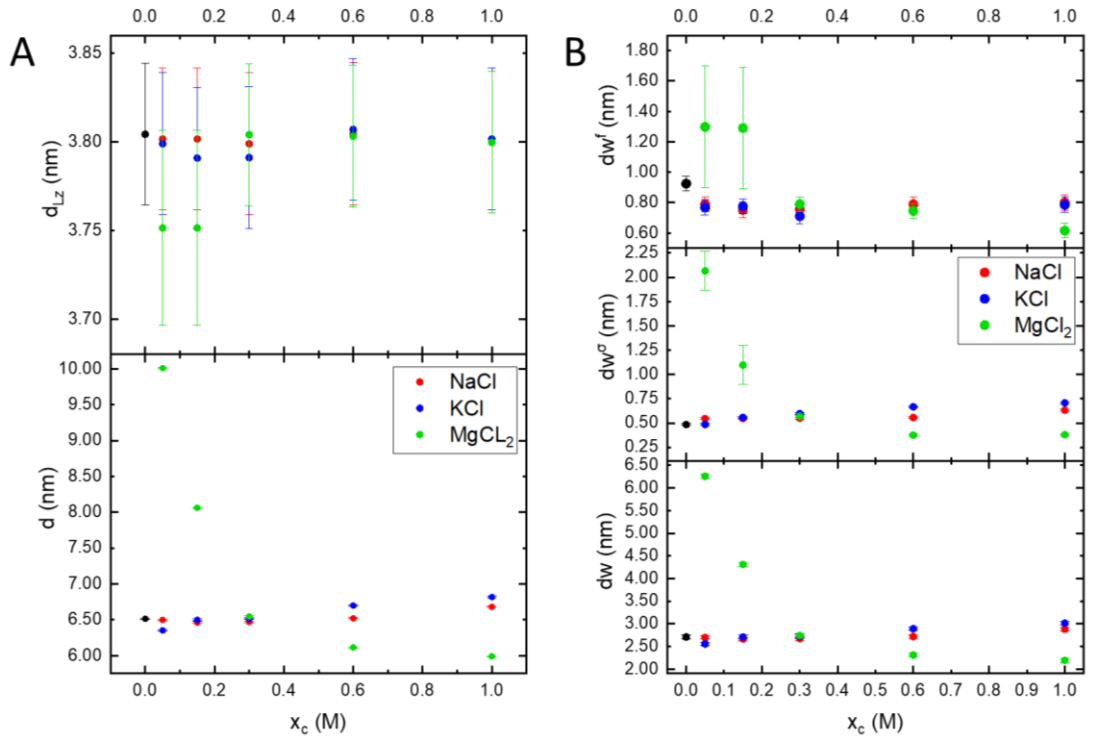 A
0.0 0.2 0.4 0.6 0.8 1.0
3.85
3.80
3.75
3.70
d_Lz (nm)
10.00
9.50
9.00
8.50
8.00
7.50
7.00
6.50
6.00
d (nm)
NaCl
KCl
MgCL₂
0.0 0.2 0.4 0.6 0.8 1.0
x_c (M)
B
0.0 0.2 0.4 0.6 0.8 1.0
1.80
1.60
1.40
1.20
1.00
0.80
0.60
dwᶠ (nm)
2.25
2.00
1.75
1.50
1.25
1.00
0.75
0.50
0.25
dw^σ (nm)
NaCl
KCl
MgCl₂
6.50
6.00
5.50
5.00
4.50
4.00
3.50
3.00
2.50
2.00
dw (nm)
0.0 0.1 0.2 0.3 0.4 0.5 0.6 0.7 0.8 0.9 1.0
x_c (M)